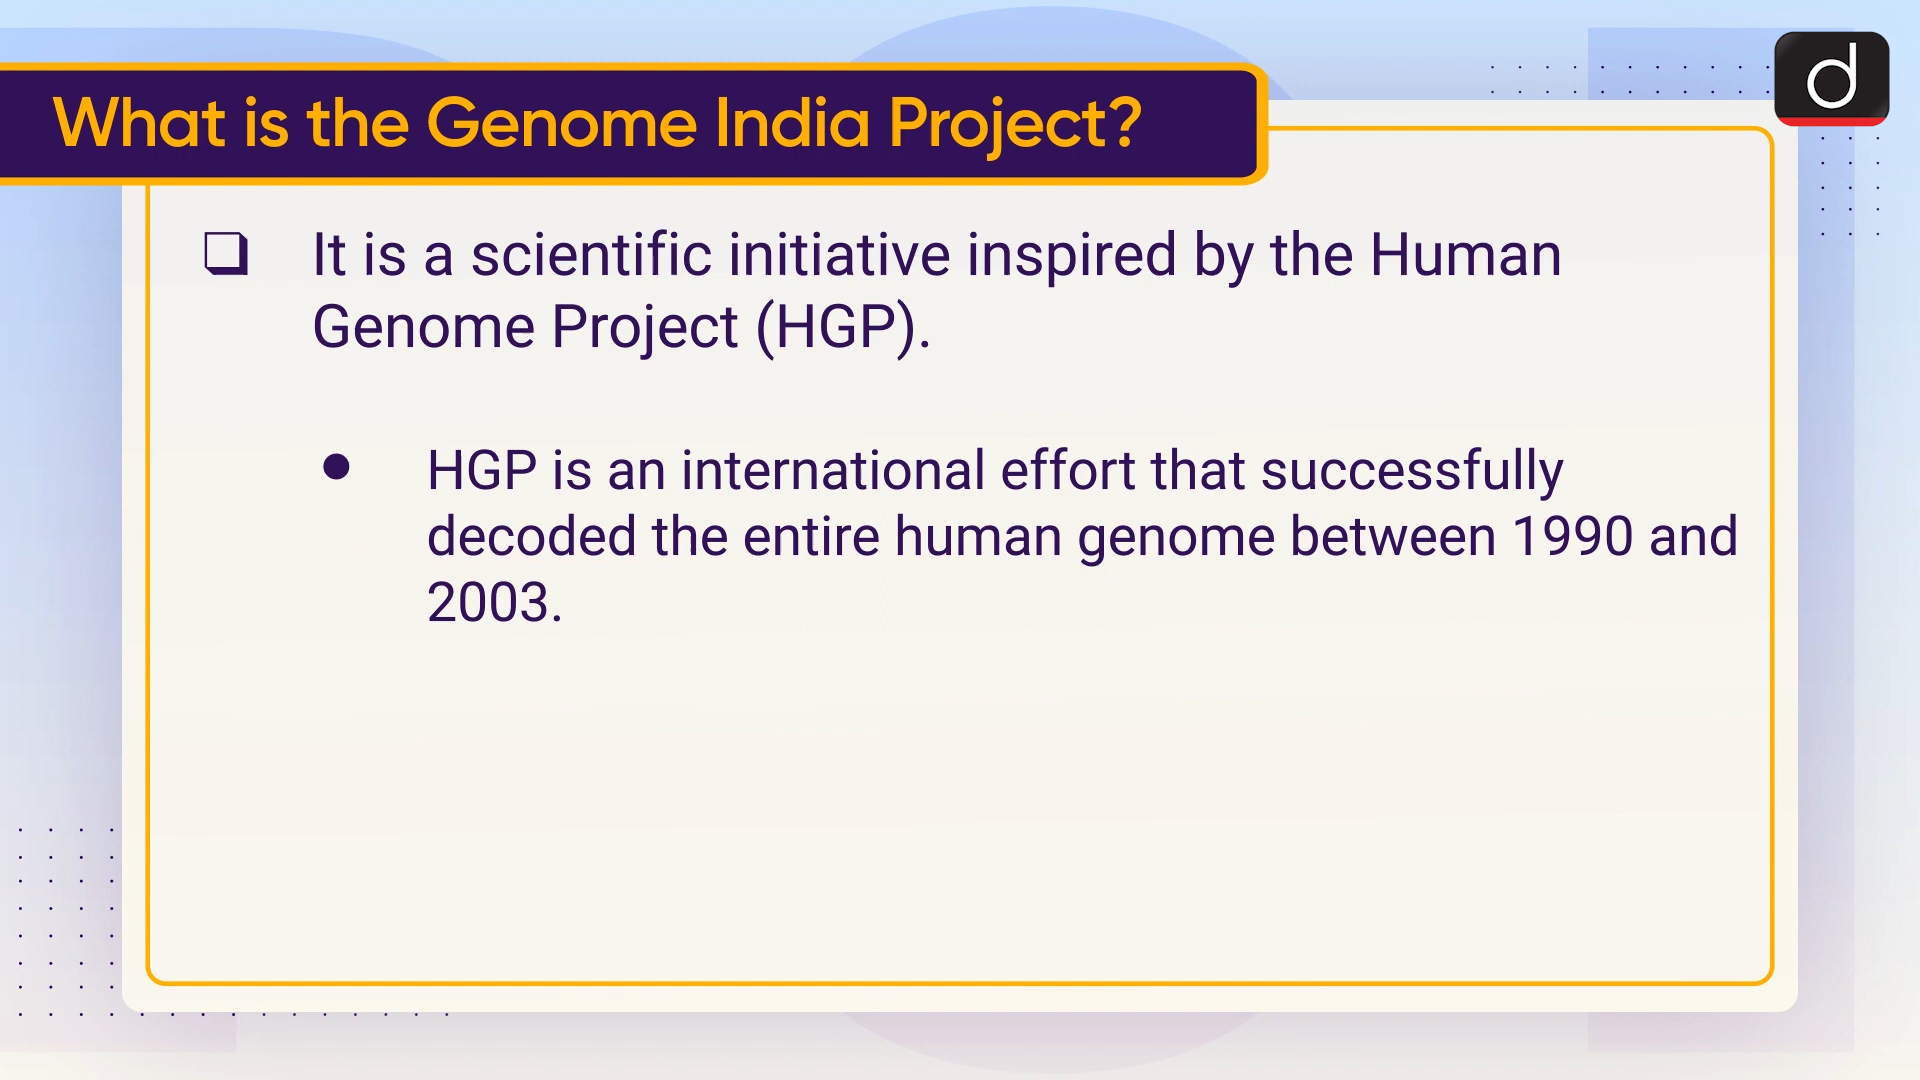 What is the Genome India Project?
d
❑ It is a scientific initiative inspired by the Human
Genome Project (HGP).
● HGP is an international effort that successfully
decoded the entire human genome between 1990 and
2003.